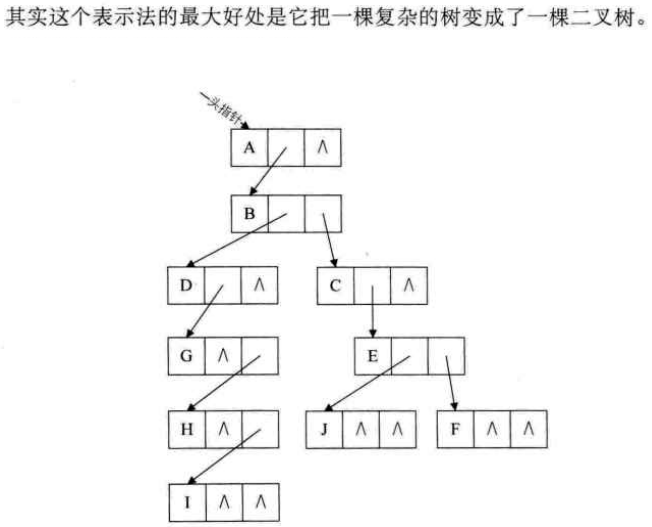 其实这个表示法的最大好处是它把一棵复杂的树变成了一棵二叉树。
头指针
A ∧
B
D ∧ C ∧
G ∧ E
H ∧ J ∧ ∧ F ∧ ∧
I ∧ ∧